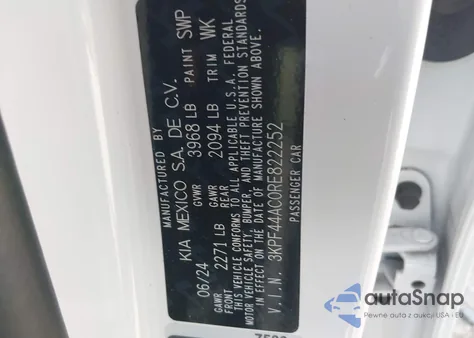 MANUFACTURED BY
KIA MEXICO S.A. DE C.V.
06/24 GVWR 3968 LB PAINT SWP
GAWR FRONT 2271 LB GAWR REAR 2094 LB TRIM WK
THIS VEHICLE CONFORMS TO ALL APPLICABLE U.S.A. FEDERAL
MOTOR VEHICLE SAFETY, BUMPER, AND THEFT PREVENTION STANDARDS
IN EFFECT ON THE DATE OF MANUFACTURE SHOWN ABOVE.
V.I.N. 3KPF44AC0RE822252
PASSENGER CAR
autoSnap
Pewne auta z aukcji USA i EU